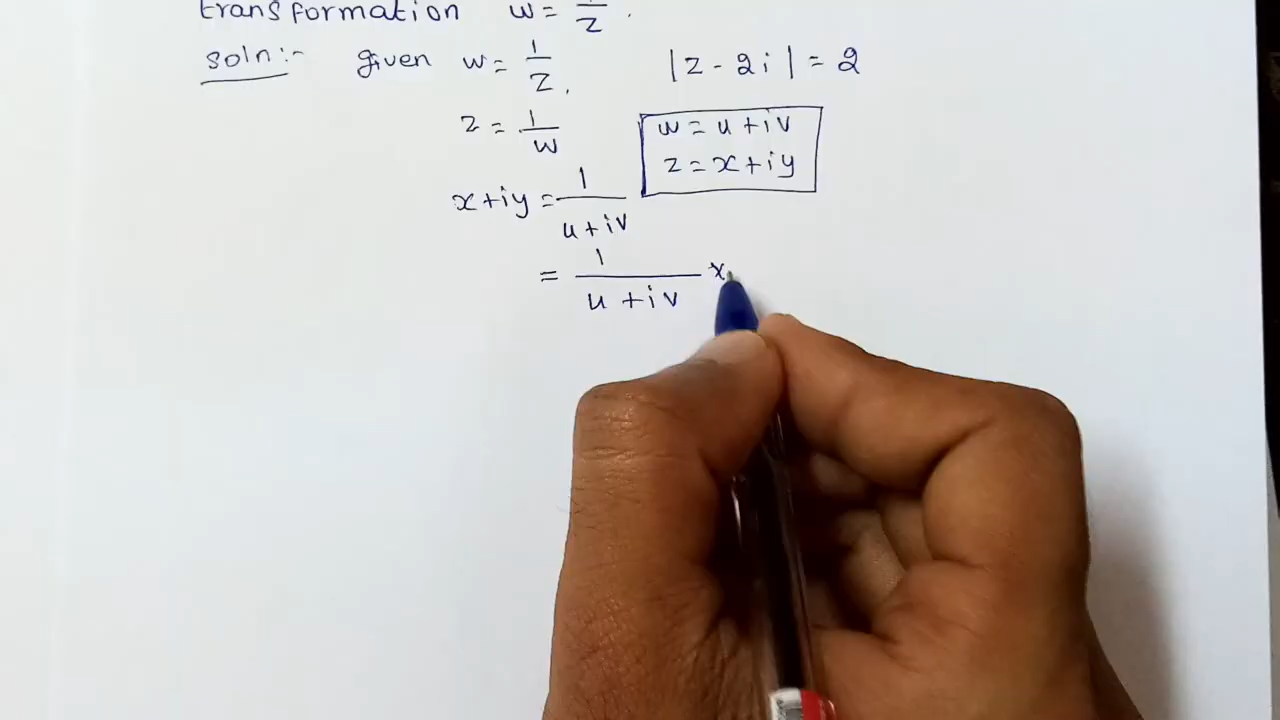 transformation w = 1/z .
soln:- given w = 1/z . |z - 2i| = 2
z = 1/w
w = u + iv
z = x + iy
x + iy = 1/(u + iv)
= 1/(u + iv) x